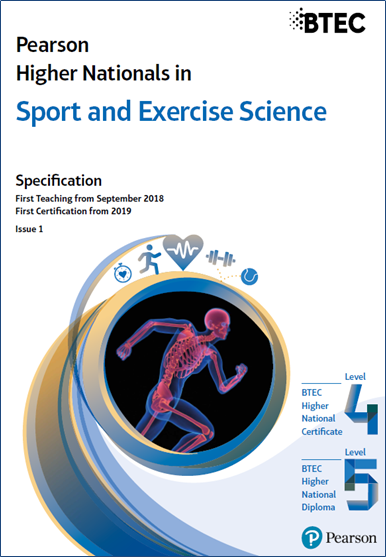 BTEC
Pearson
Higher Nationals in
Sport and Exercise Science
Specification
First Teaching from September 2018
First Certification from 2019
Issue 1
Level
4
BTEC
Higher
National
Certificate
Level
5
BTEC
Higher
National
Diploma
P Pearson